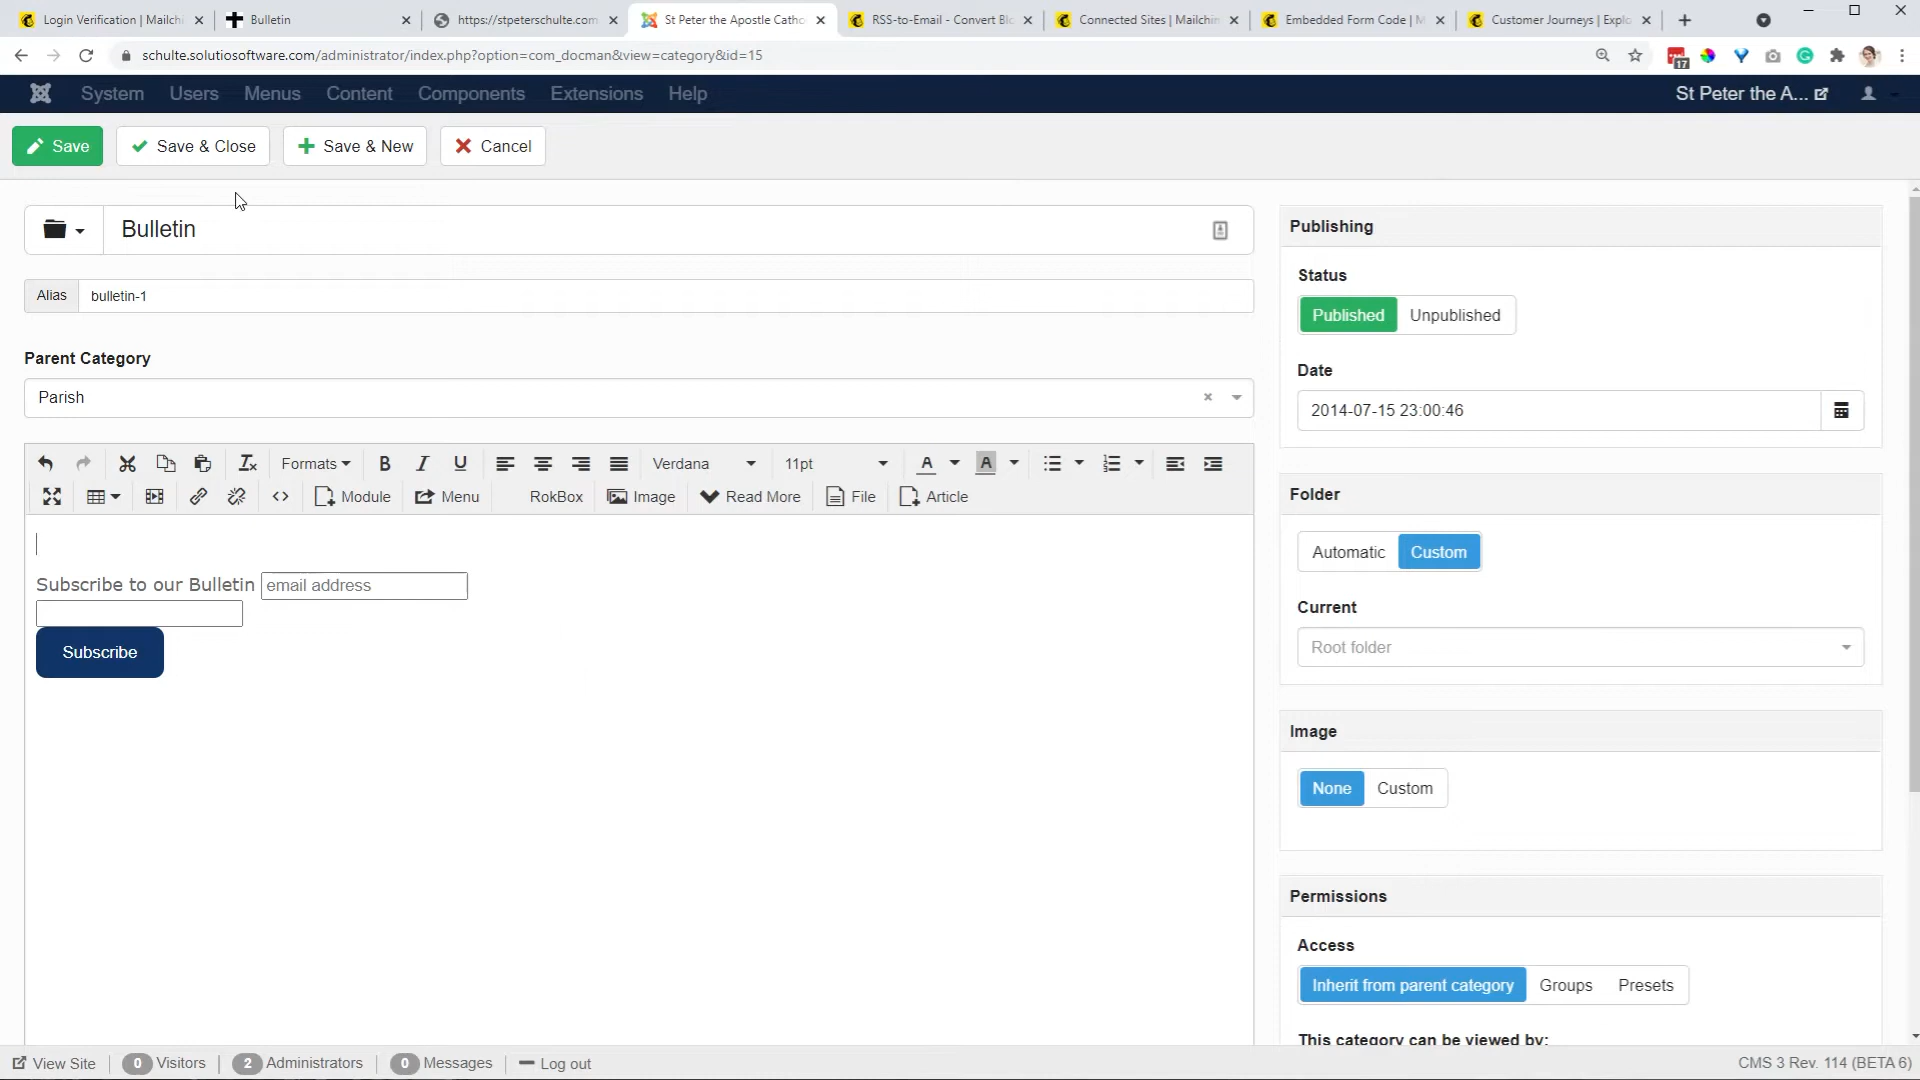 Login Verification | Mailchi
Bulletin
https://stpeterschulte.com
St Peter the Apostle Catho
RSS-to-Email - Convert Blo
Connected Sites | Mailchim
Embedded Form Code | M
Customer Journeys | Explo
schulte.solutiosoftware.com/administrator/index.php?option=com_docman&view=category&id=15
17
System Users Menus Content Components Extensions Help
St Peter the A...
Save
Save & Close
Save & New
Cancel
Bulletin
Alias bulletin-1
Parent Category
Parish
Formats B I U Verdana 11pt A A
Module Menu RokBox Image Read More File Article
Subscribe to our Bulletin email address
Subscribe
Publishing
Status
Published Unpublished
Date
2014-07-15 23:00:46
Folder
Automatic Custom
Current
Root folder
Image
None Custom
Permissions
Access
Inherit from parent category Groups Presets
This category can be viewed by:
View Site 0 Visitors 2 Administrators 0 Messages Log out
CMS 3 Rev. 114 (BETA 6)